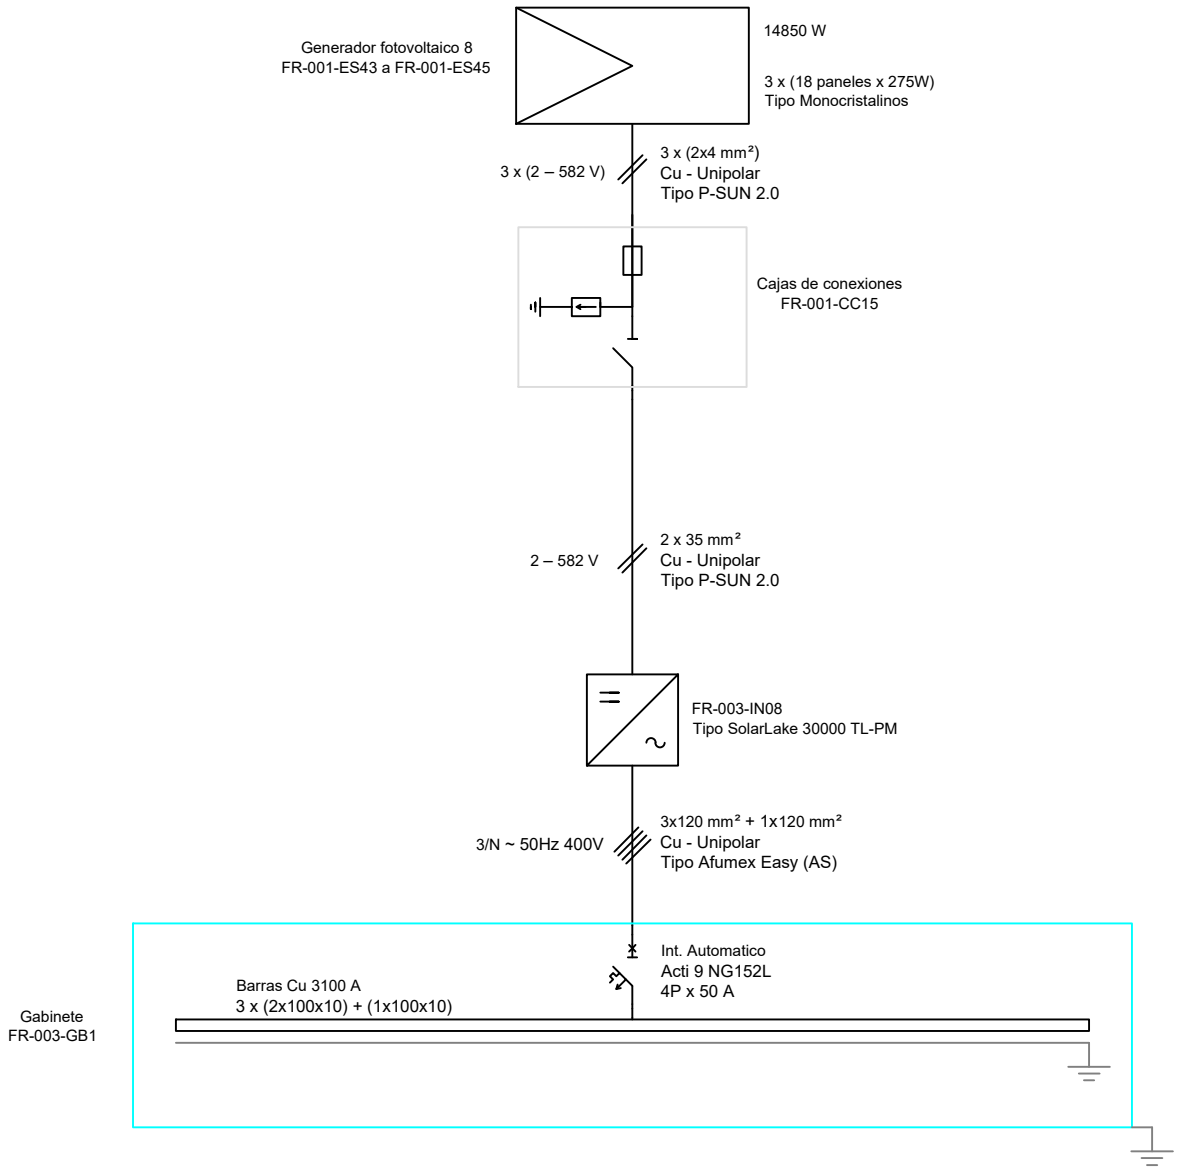 14850 W
Generador fotovoltaico 8
FR-001-ES43 a FR-001-ES45
3 x (18 paneles x 275W)
Tipo Monocristalinos
3 x (2 – 582 V)
3 x (2x4 mm²)
Cu - Unipolar
Tipo P-SUN 2.0
Cajas de conexiones
FR-001-CC15
2 – 582 V
2 x 35 mm²
Cu - Unipolar
Tipo P-SUN 2.0
FR-003-IN08
Tipo SolarLake 30000 TL-PM
3/N ~ 50Hz 400V
3x120 mm² + 1x120 mm²
Cu - Unipolar
Tipo Afumex Easy (AS)
Int. Automatico
Acti 9 NG152L
4P x 50 A
Barras Cu 3100 A
3 x (2x100x10) + (1x100x10)
Gabinete
FR-003-GB1